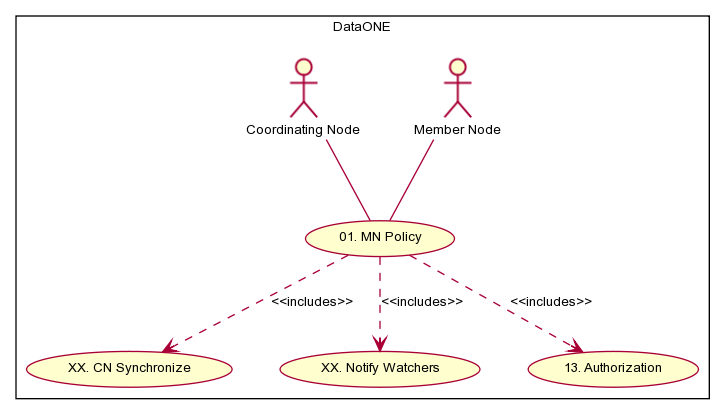 DataONE
Coordinating Node
Member Node
01. MN Policy
<<includes>>
<<includes>>
<<includes>>
XX. CN Synchronize
XX. Notify Watchers
13. Authorization